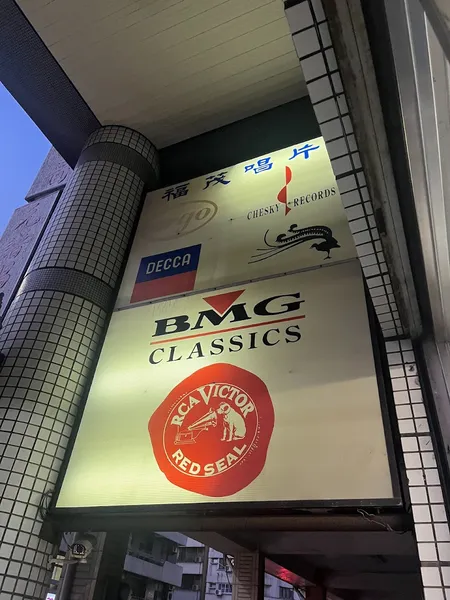 福茂唱片
CHESKY RECORDS
DECCA
BMG
CLASSICS
RCA VICTOR
RED SEAL